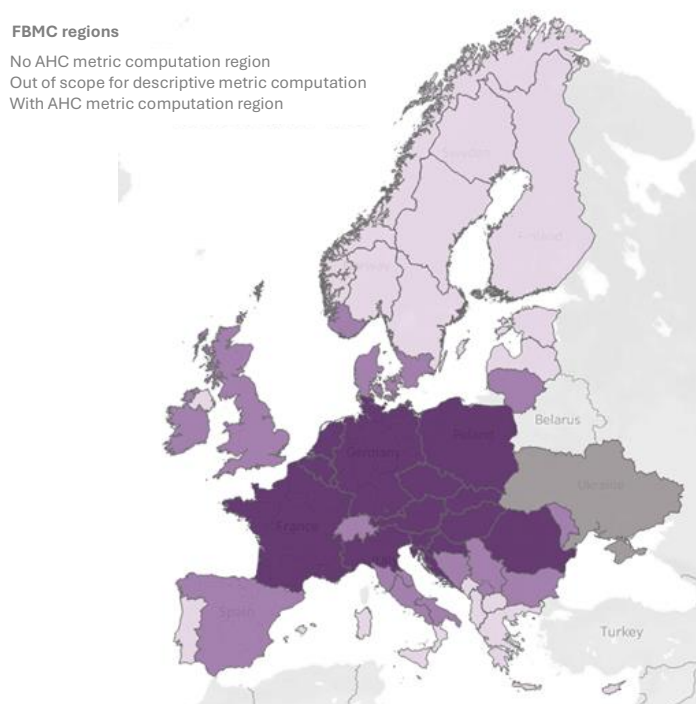 FBMC regions
No AHC metric computation region
Out of scope for descriptive metric computation
With AHC metric computation region
Sweden
Finland
Norway
Belarus
Poland
Germany
Ukraine
France
Spain
Turkey